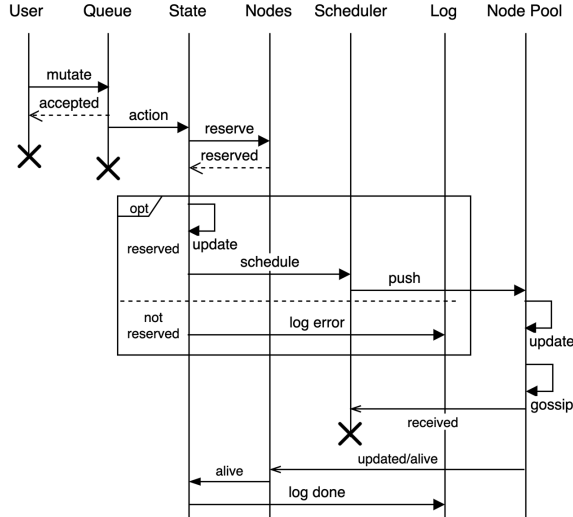 User Queue State Nodes Scheduler Log Node Pool
mutate
accepted
action
reserve
reserved
opt
reserved
update
schedule
push
not
reserved
log error
update
gossip
received
updated/alive
alive
log done